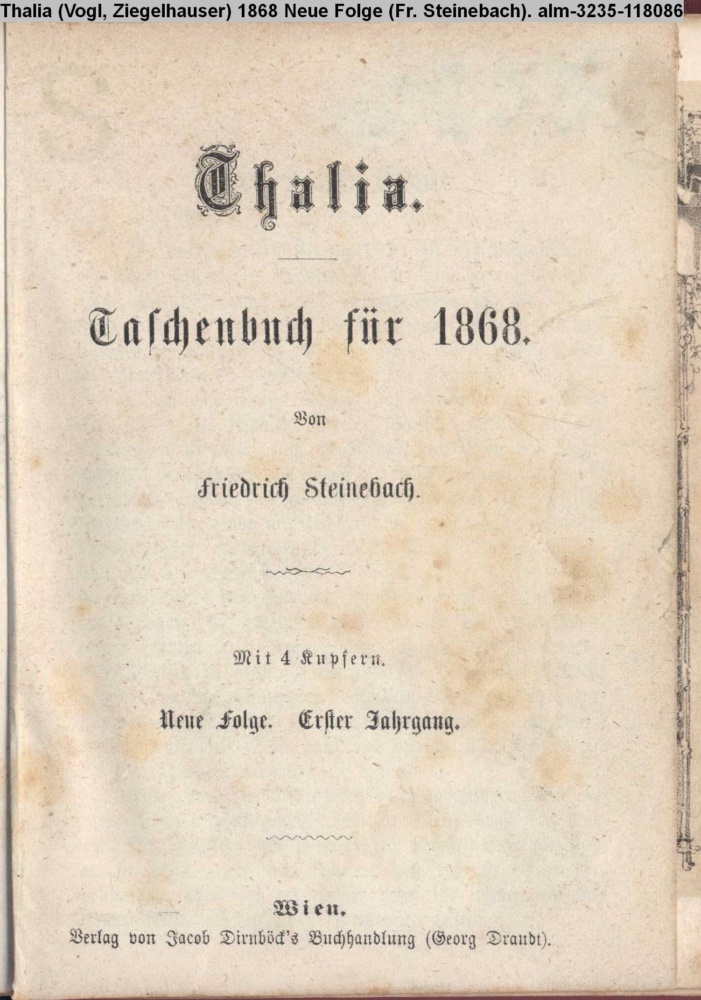 Thalia (Vogl, Ziegelhauser) 1868 Neue Folge (Fr. Steinebach). alm-3235-118086
Thalia.
Taſchenbuch für 1868.
Von
Friedrich Steinebach.
Mit 4 Kupfern.
Neue Folge. Erſter Jahrgang.
Wien.
Verlag von Jacob Dirnböck's Buchhandlung (Georg Draudt).